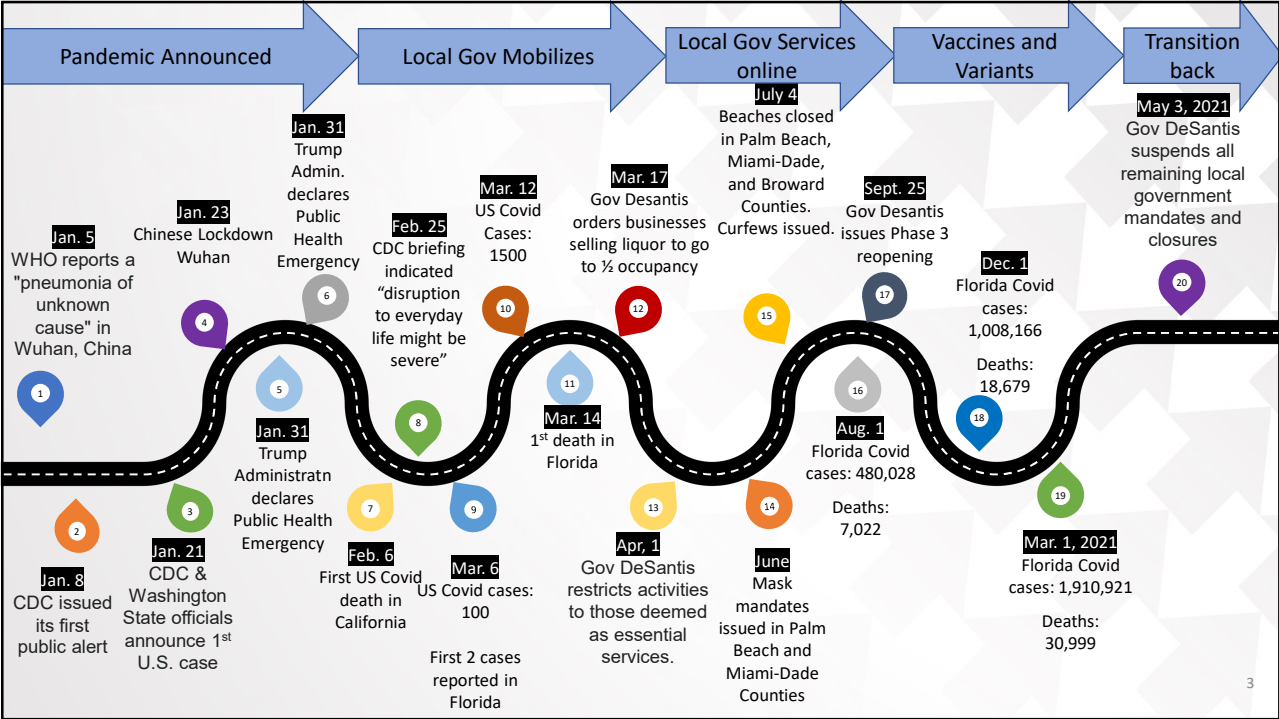 Pandemic Announced
Local Gov Mobilizes
Local Gov Services
online
Vaccines and
Variants
Transition
back
1
Jan. 5
WHO reports a
"pneumonia of
unknown
cause" in
Wuhan, China
2
Jan. 8
CDC issued
its first
public alert
3
Jan. 21
CDC &
Washington
State officials
announce 1st
U.S. case
4
Jan. 23
Chinese Lockdown
Wuhan
5
Jan. 31
Trump
Administratn
declares
Public Health
Emergency
6
Jan. 31
Trump
Admin.
declares
Public
Health
Emergency
7
Feb. 6
First US Covid
death in
California
8
Feb. 25
CDC briefing
indicated
“disruption
to everyday
life might be
severe”
9
Mar. 6
US Covid cases:
100
First 2 cases
reported in
Florida
10
Mar. 12
US Covid
Cases:
1500
11
Mar. 14
1st death in
Florida
12
Mar. 17
Gov Desantis
orders businesses
selling liquor to go
to ½ occupancy
13
Apr, 1
Gov DeSantis
restricts activities
to those deemed
as essential
services.
14
June
Mask
mandates
issued in Palm
Beach and
Miami-Dade
Counties
15
July 4
Beaches closed
in Palm Beach,
Miami-Dade,
and Broward
Counties.
Curfews issued.
16
Aug. 1
Florida Covid
cases: 480,028
Deaths:
7,022
17
Sept. 25
Gov Desantis
issues Phase 3
reopening
18
Dec. 1
Florida Covid
cases:
1,008,166
Deaths:
18,679
19
Mar. 1, 2021
Florida Covid
cases: 1,910,921
Deaths:
30,999
20
May 3, 2021
Gov DeSantis
suspends all
remaining local
government
mandates and
closures
3